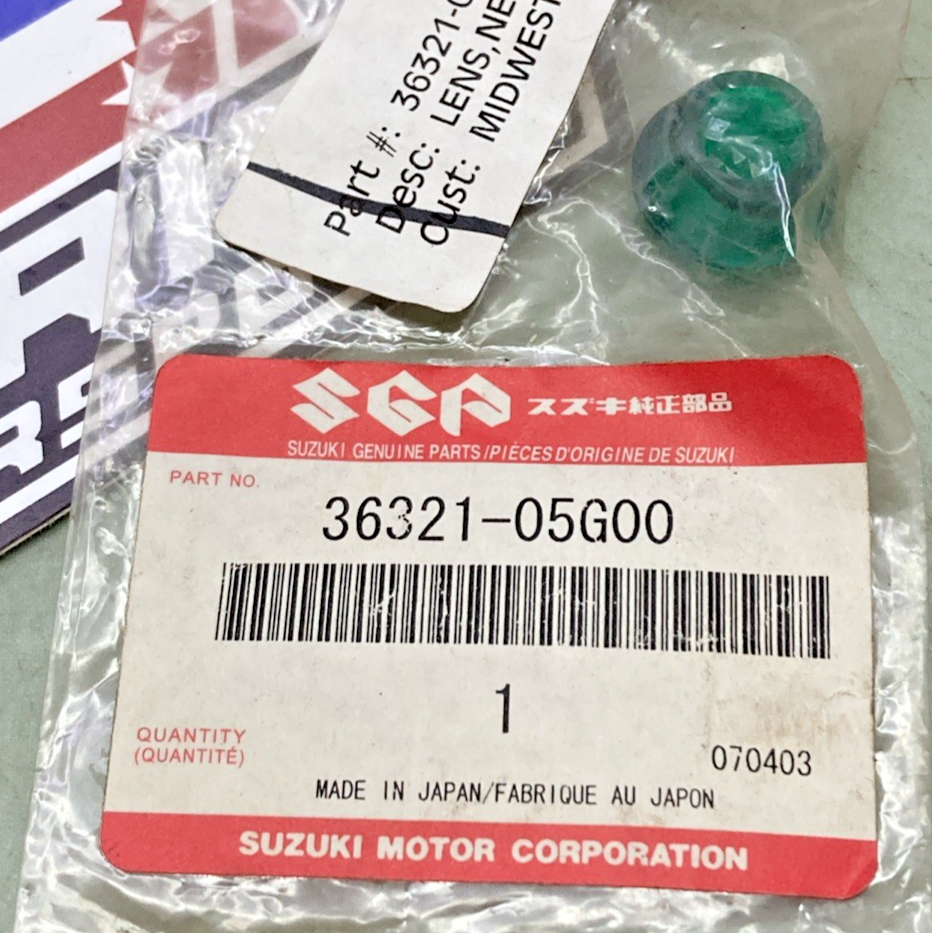 Part #: 36321-0
Desc: LENS,NE
Cust: MIDWEST
SGP スズキ純正部品
SUZUKI GENUINE PARTS/PIÈCES D'ORIGINE DE SUZUKI
PART NO.
36321-05G00
1
QUANTITY
(QUANTITÉ)
070403
MADE IN JAPAN/FABRIQUE AU JAPON
SUZUKI MOTOR CORPORATION